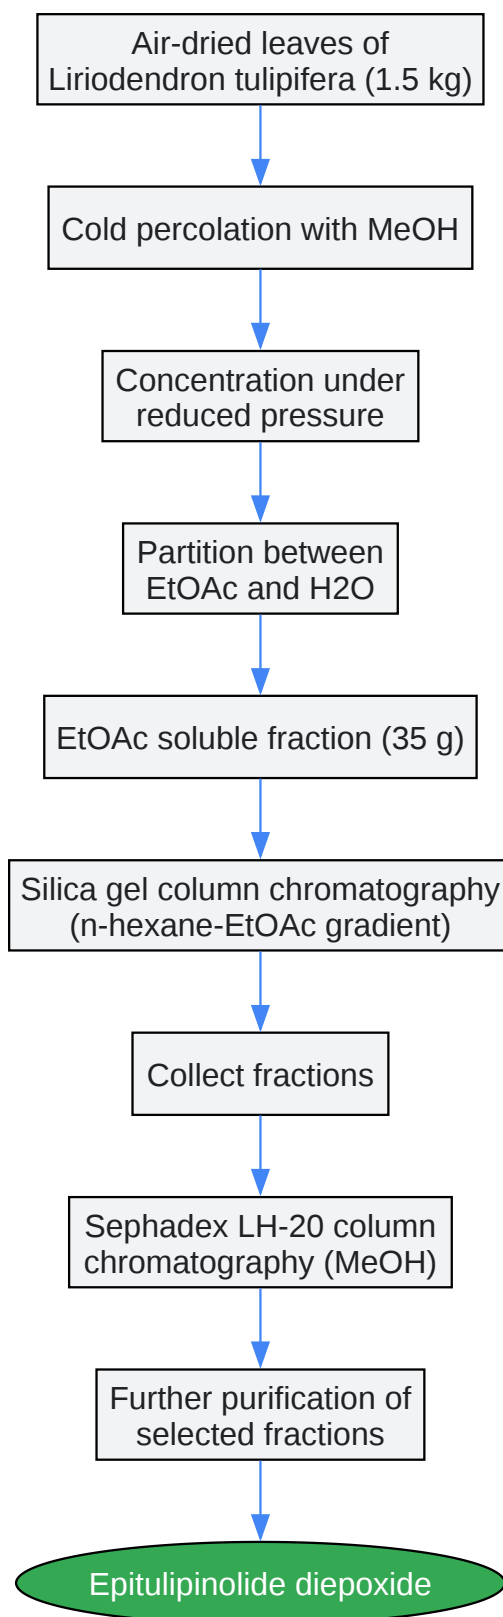 Air-dried leaves of
Liriodendron tulipifera (1.5 kg)
Cold percolation with MeOH
Concentration under
reduced pressure
Partition between
EtOAc and H2O
EtOAc soluble fraction (35 g)
Silica gel column chromatography
(n-hexane-EtOAc gradient)
Collect fractions
Sephadex LH-20 column
chromatography (MeOH)
Further purification of
selected fractions
Epitulipinolide diepoxide